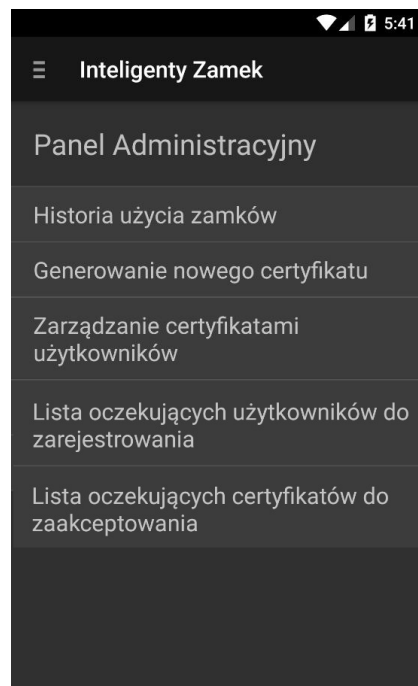 5:41
Inteligenty Zamek
Panel Administracyjny
Historia użycia zamków
Generowanie nowego certyfikatu
Zarządzanie certyfikatami
użytkowników
Lista oczekujących użytkowników do
zarejestrowania
Lista oczekujących certyfikatów do
zaakceptowania